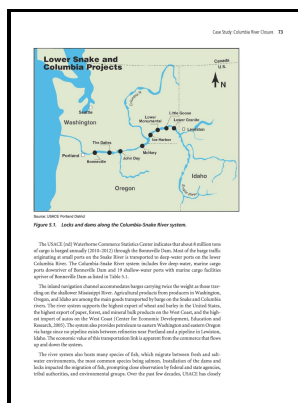 Case Study: Columbia River Closure 73
Lower Snake and
Columbia Projects
Canada
U.S.
N
Seattle
Washington
Little Goose
Lower
Monumental
Lower Granite
Lewiston
Ice Harbor
The Dalles
McNary
Portland
John Day
Bonneville
Idaho
Oregon
Source: USACE Portland District
Figure 5.1. Locks and dams along the Columbia-Snake River system.
The USACE (nd) Waterborne Commerce Statistics Center indicates that about 8 million tons
of cargo is barged annually (2010–2012) through the Bonneville Dam. Most of the barge traffic
originating at small ports on the Snake River is transported to deep-water ports on the lower
Columbia River. The Columbia-Snake River system includes five deep-water, marine cargo
ports downriver of Bonneville Dam and 19 shallow-water ports with marine cargo facilities
upriver of Bonneville Dam as listed in Table 5.1.
The inland navigation channel accommodates barges carrying twice the weight as those trav-
eling on the shallower Mississippi River. Agricultural products from producers in Washington,
Oregon, and Idaho are among the main goods transported by barge on the Snake and Columbia
rivers. The river system supports the highest export of wheat and barley in the United States,
the highest export of paper, forest, and mineral bulk products on the West Coast, and the high-
est import of autos on the West Coast (Center for Economic Development, Education and
Research, 2005). The system also provides petroleum to eastern Washington and eastern Oregon
via barge since no pipeline exists between refineries near Portland and a pipeline in Lewiston,
Idaho. The economic value of this transportation link is apparent from the commerce that flows
up and down the system.
The river system also hosts many species of fish, which migrate between fresh and salt-
water environments, the most common species being salmon. Installation of the dams and
locks impacted the migration of fish, prompting close observation by federal and state agencies,
tribal authorities, and environmental groups. Over the past few decades, USACE has closely